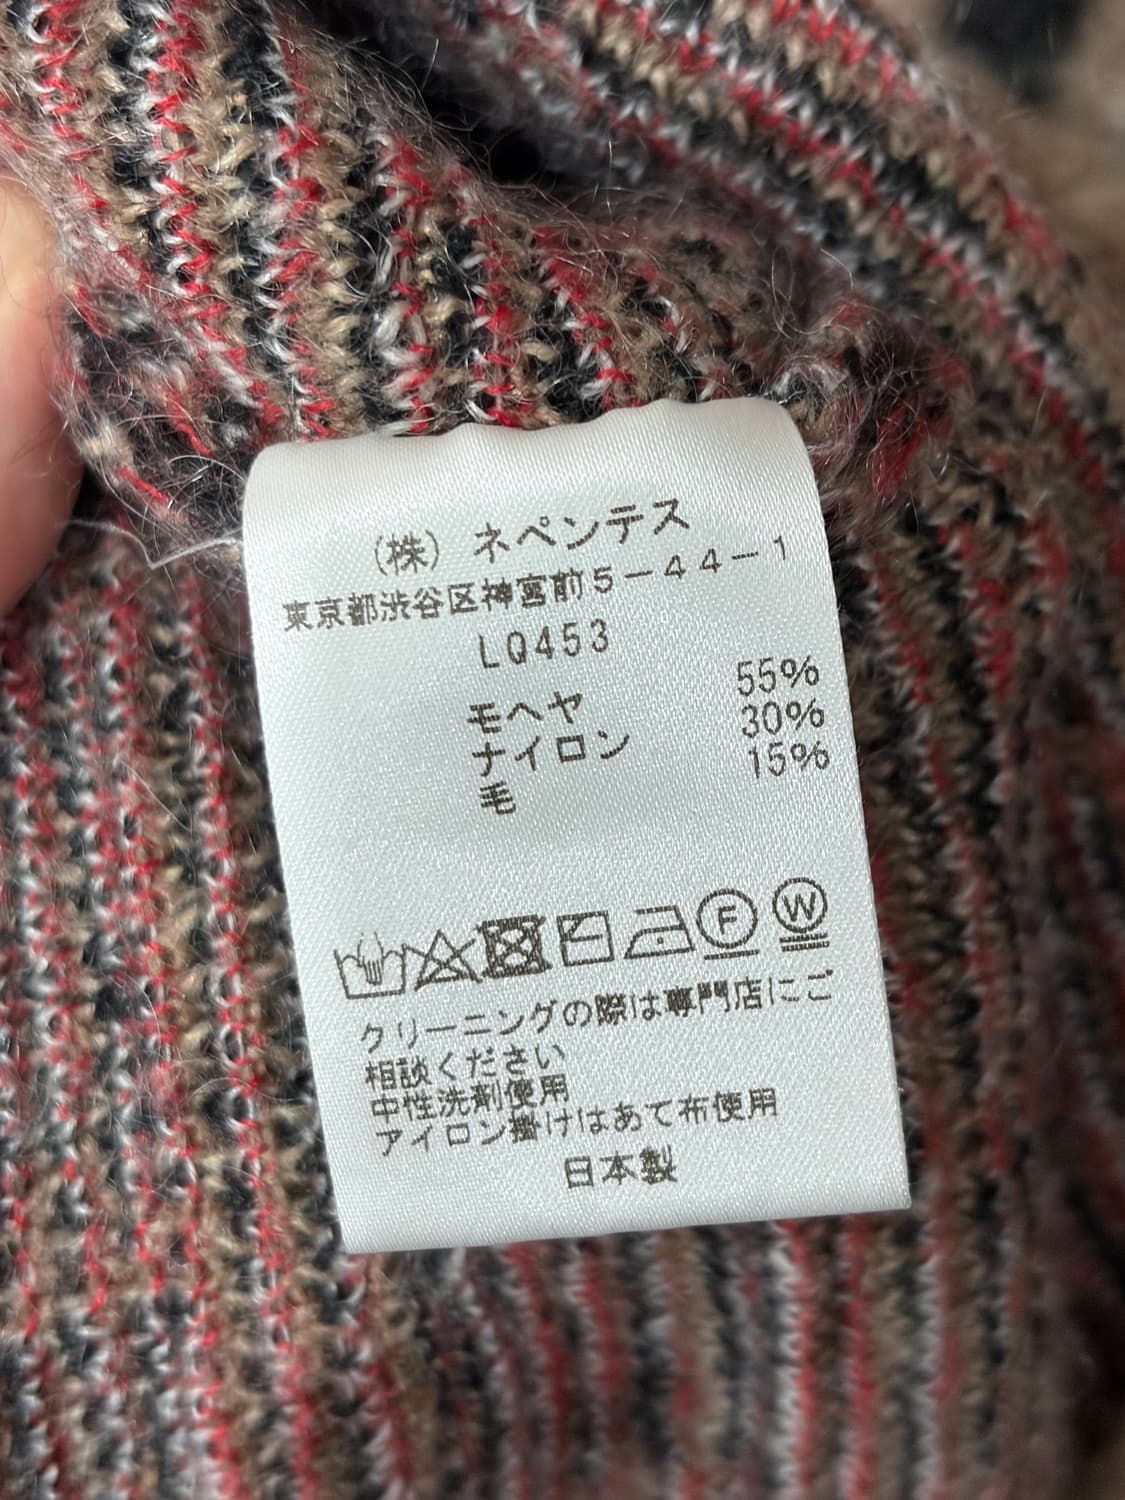 (株) ネペンテス
東京都渋谷区神宮前5－44－1
LQ453
モヘヤ 55%
ナイロン 30%
毛 15%
F W
クリーニングの際は専門店にご
相談ください
中性洗剤使用
アイロン掛けはあて布使用
日本製